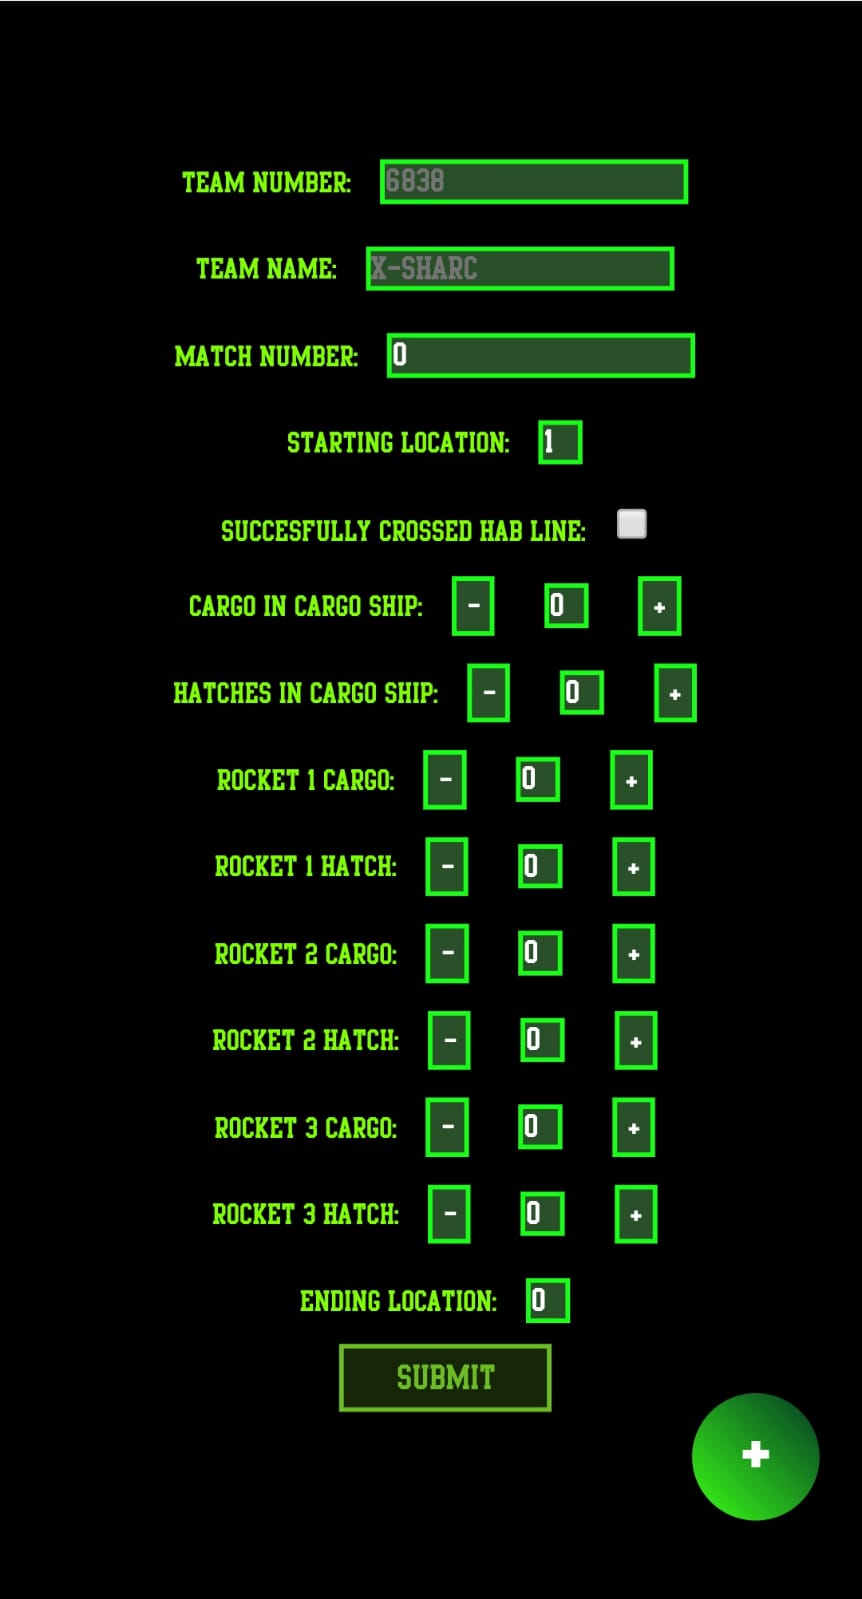 TEAM NUMBER: 6838
TEAM NAME: X-SHARC
MATCH NUMBER: 0
STARTING LOCATION: 1
SUCCESFULLY CROSSED HAB LINE:
CARGO IN CARGO SHIP: - 0 +
HATCHES IN CARGO SHIP: - 0 +
ROCKET 1 CARGO: - 0 +
ROCKET 1 HATCH: - 0 +
ROCKET 2 CARGO: - 0 +
ROCKET 2 HATCH: - 0 +
ROCKET 3 CARGO: - 0 +
ROCKET 3 HATCH: - 0 +
ENDING LOCATION: 0
SUBMIT
+